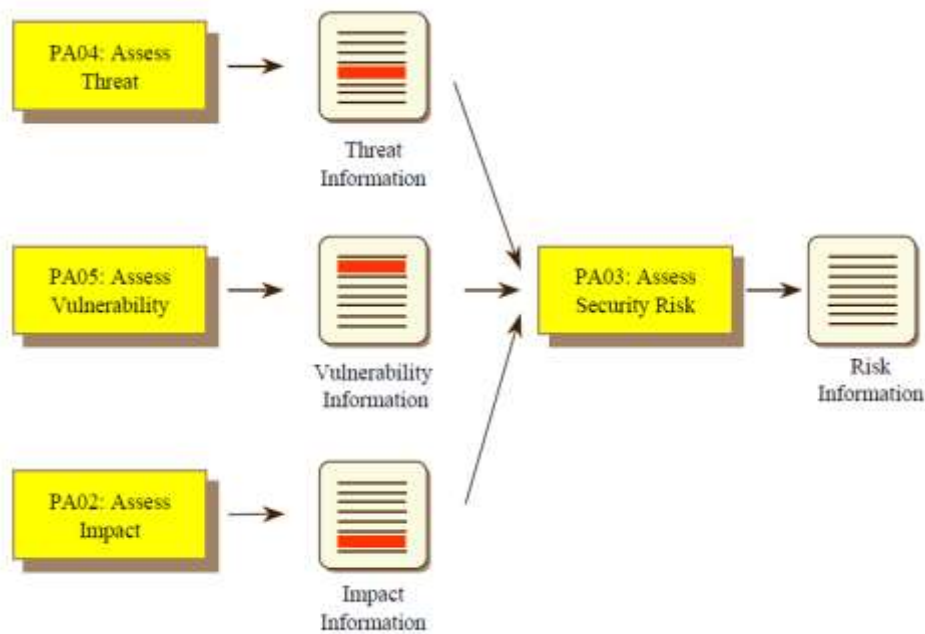 PA04: Assess
Threat
Threat
Information
PA05: Assess
Vulnerability
Vulnerability
Information
PA03: Assess
Security Risk
Risk
Information
PA02: Assess
Impact
Impact
Information